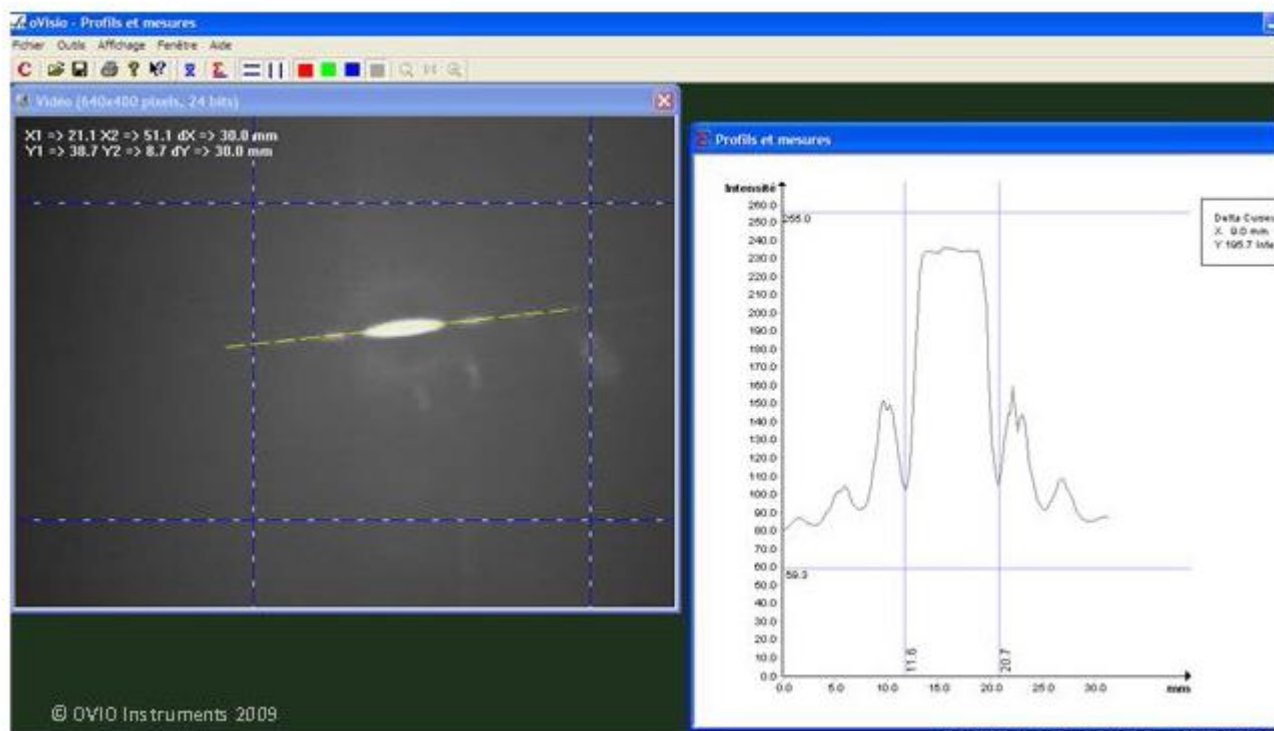 oVisio - Profils et mesures
Fichier Outils Affichage Fenêtre Aide
Vidéo (640x480 pixels, 24 bits)
X1 => 21.1 X2 => 51.1 dX => 30.0 mm
Y1 => 38.7 Y2 => 8.7 dY => 30.0 mm
© OVIO Instruments 2009
Profils et mesures
Intensité
260.0
250.0
240.0
230.0
220.0
210.0
200.0
190.0
180.0
170.0
160.0
150.0
140.0
130.0
120.0
110.0
100.0
90.0
80.0
70.0
60.0
50.0
40.0
30.0
20.0
10.0
0.0
255.0
59.3
11.6
20.7
0.0 5.0 10.0 15.0 20.0 25.0 30.0 mm
Delta Curseu
X 9.0 mm
Y 195.7 Inte